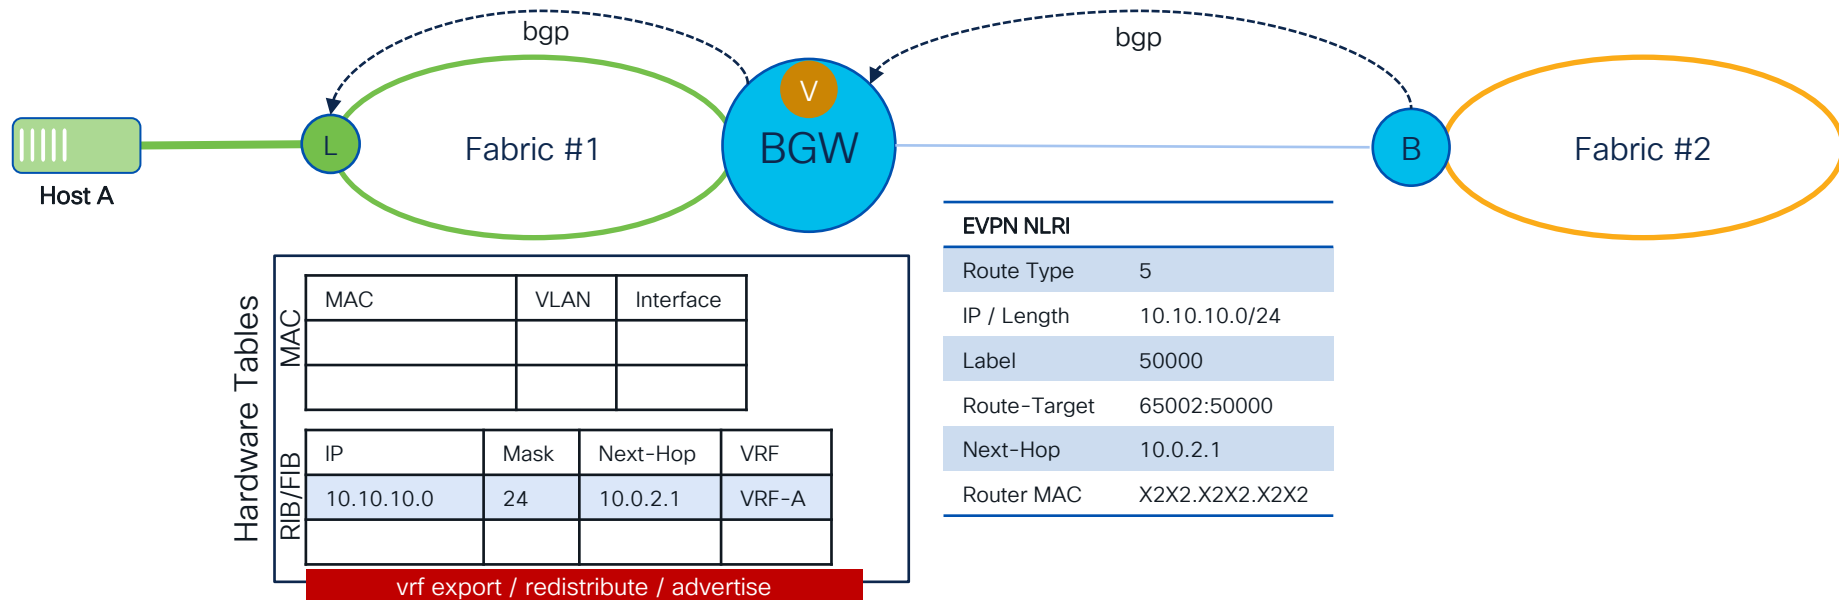 bgp
bgp
V
L
Fabric #1
BGW
B
Fabric #2
Host A
Hardware Tables
MAC
MAC VLAN Interface
RIB/FIB
IP Mask Next-Hop VRF
10.10.10.0 24 10.0.2.1 VRF-A
vrf export / redistribute / advertise
EVPN NLRI
Route Type 5
IP / Length 10.10.10.0/24
Label 50000
Route-Target 65002:50000
Next-Hop 10.0.2.1
Router MAC X2X2.X2X2.X2X2